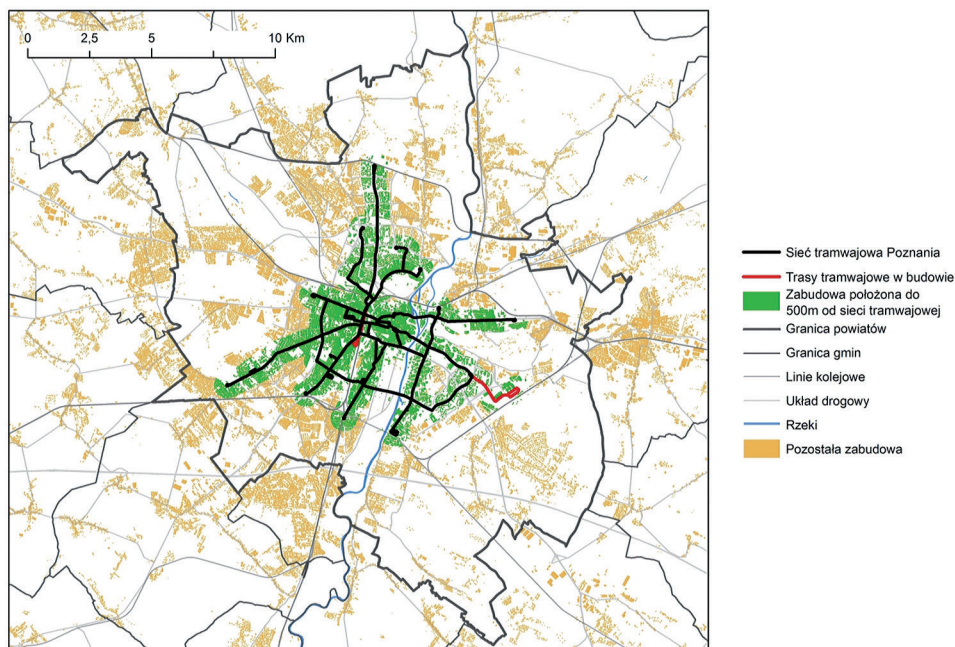 0 2,5 5 10 Km
Sieć tramwajowa Poznania
Trasy tramwajowe w budowie
Zabudowa położona do
500m od sieci tramwajowej
Granica powiatów
Granica gmin
Linie kolejowe
Układ drogowy
Rzeki
Pozostała zabudowa